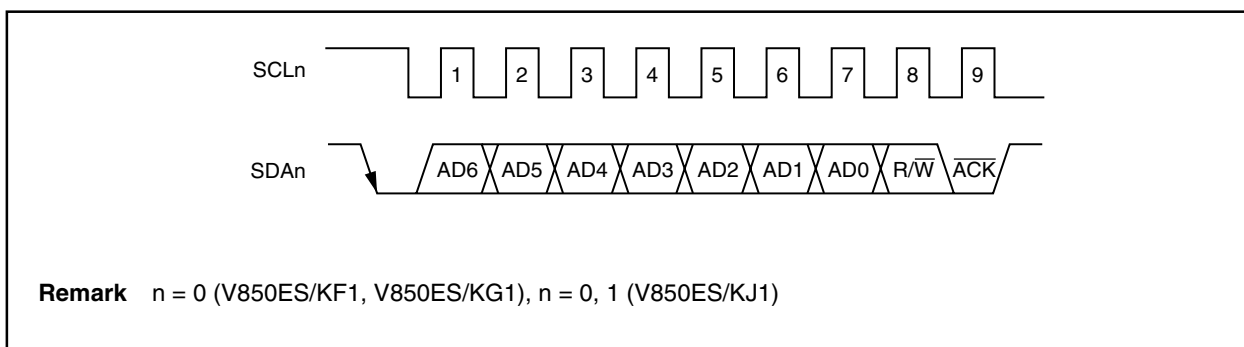 SCLn
1 2 3 4 5 6 7 8 9
SDAn
AD6 AD5 AD4 AD3 AD2 AD1 AD0 R/W̅ A̅C̅K̅
Remark n = 0 (V850ES/KF1, V850ES/KG1), n = 0, 1 (V850ES/KJ1)